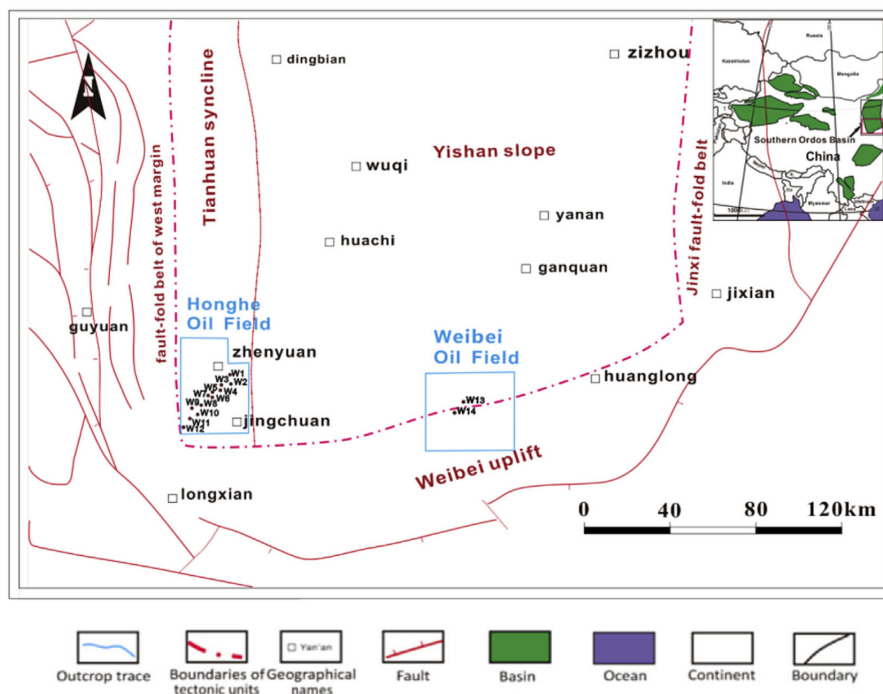 N
dingbian
zizhou
Tianhuan syncline
fault-fold belt of west margin
wuqi
Yishan slope
yanan
huachi
ganquan
Jinxi fault-fold belt
jixian
guyuan
Honghe
Oil Field
zhenyuan
W1
W3
W2
W5
W4
W7
W6
W9
W8
W10
W11
W12
jingchuan
Weibei
Oil Field
W13
W14
huanglong
Weibei uplift
longxian
0 40 80 120km
Russia
Kazakhstan
Mongolia
Southern Ordos Basin
China
India
Myanmar
Laos
Outcrop trace
Boundaries of
tectonic units
Yan'an
Geographical
names
Fault
Basin
Ocean
Continent
Boundary